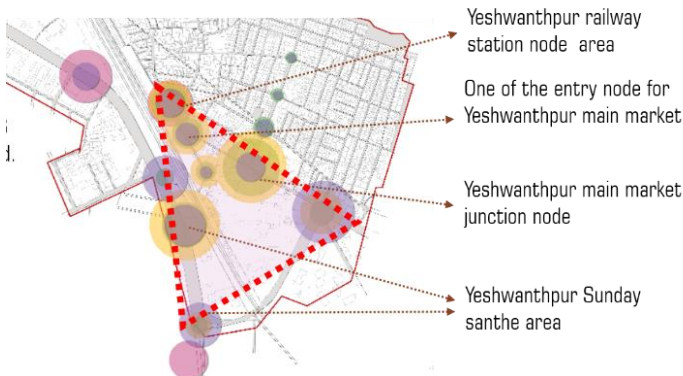 Yeshwanthpur railway
station node area
One of the entry node for
Yeshwanthpur main market
d.
Yeshwanthpur main market
junction node
Yeshwanthpur Sunday
santhe area